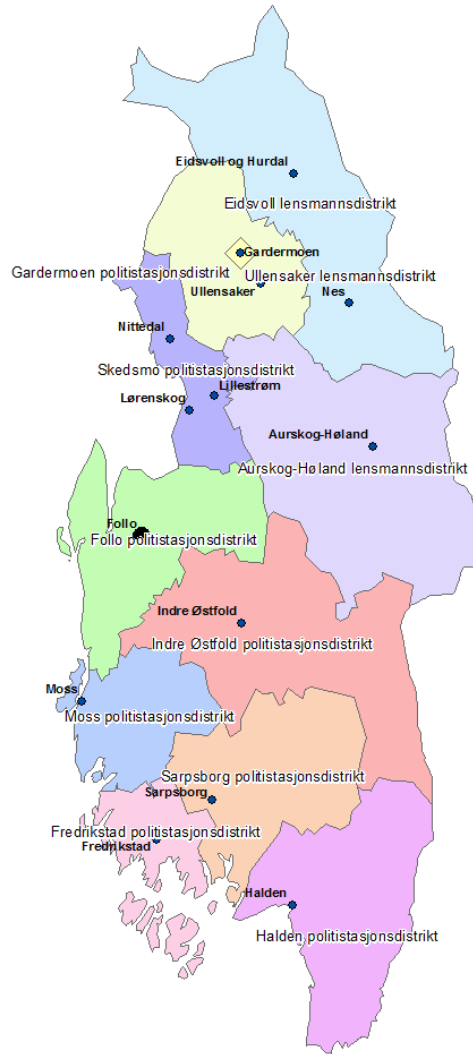 Eidsvoll og Hurdal
Eidsvoll lensmannsdistrikt
Gardermoen
Gardermoen politistasjonsdistrikt
Ullensaker lensmannsdistrikt
Ullensaker
Nes
Nittedal
Skedsmo politistasjonsdistrikt
Lillestrøm
Lørenskog
Aurskog-Høland
Aurskog-Høland lensmannsdistrikt
Follo
Follo politistasjonsdistrikt
Indre Østfold
Indre Østfold politistasjonsdistrikt
Moss
Moss politistasjonsdistrikt
Sarpsborg politistasjonsdistrikt
Sarpsborg
Fredrikstad politistasjonsdistrikt
Fredrikstad
Halden
Halden politistasjonsdistrikt